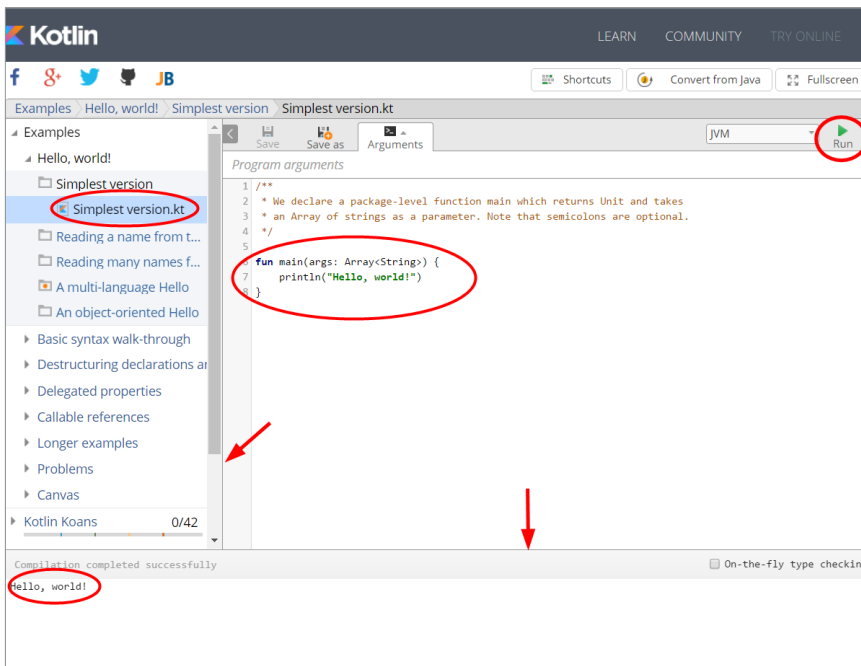 Kotlin
LEARN COMMUNITY TRY ONLINE
f g+ JB
Shortcuts Convert from Java Fullscreen
Examples Hello, world! Simplest version Simplest version.kt
Examples
Hello, world!
Simplest version
Simplest version.kt
Reading a name from t...
Reading many names f...
A multi-language Hello
An object-oriented Hello
Basic syntax walk-through
Destructuring declarations ar
Delegated properties
Callable references
Longer examples
Problems
Canvas
Kotlin Koans 0/42
Save Save as Arguments JVM Run
Program arguments
1 /**
2 * We declare a package-level function main which returns Unit and takes
3 * an Array of strings as a parameter. Note that semicolons are optional.
4 */
5
6 fun main(args: Array<String>) {
7 println("Hello, world!")
8 }
Compilation completed successfully On-the-fly type checkin
Hello, world!